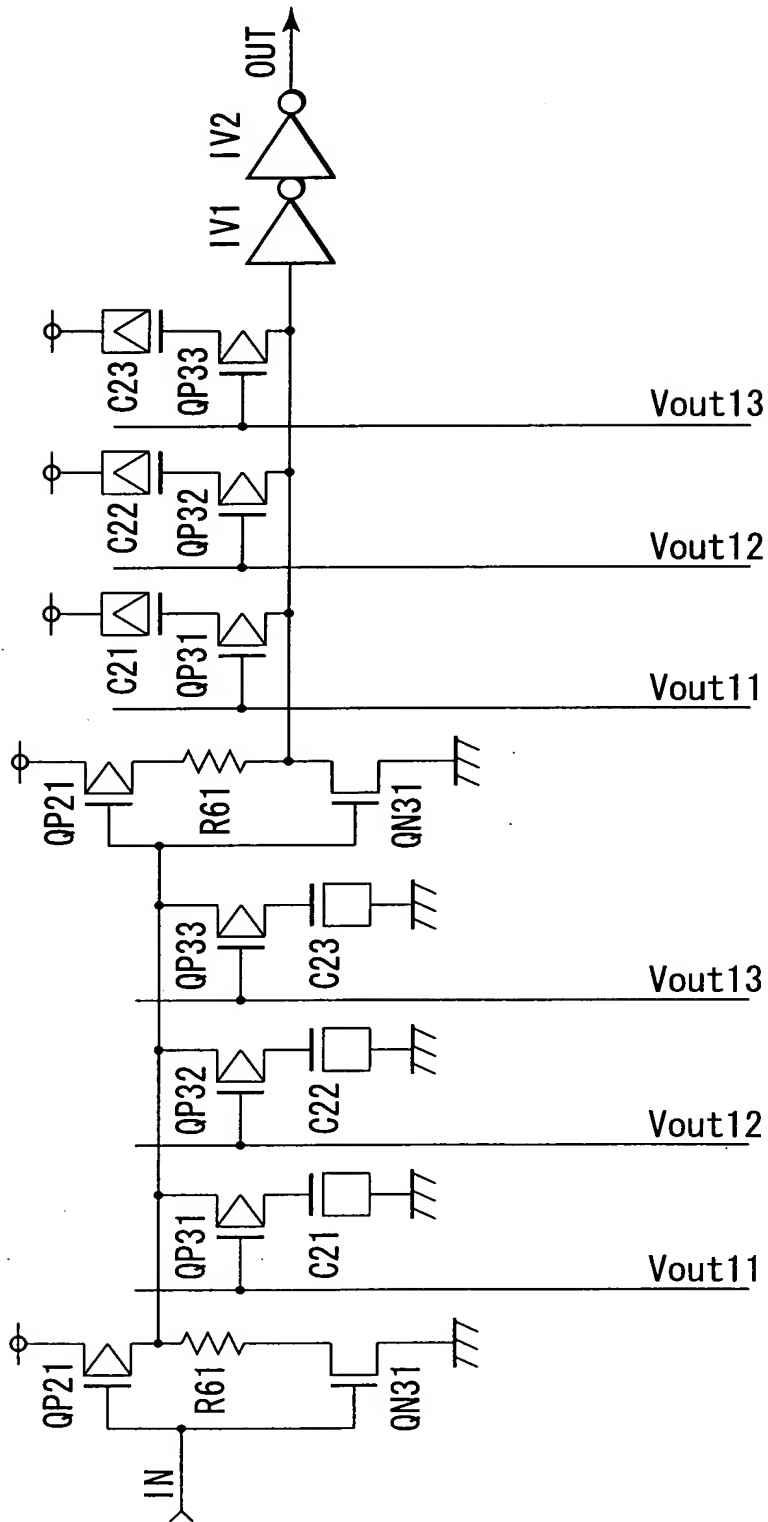 IN
QP21
R61
QN31
QP31
C21
Vout11
QP32
C22
Vout12
QP33
C23
Vout13
QP21
R61
QN31
C21
QP31
Vout11
C22
QP32
Vout12
C23
QP33
Vout13
IV1
IV2
OUT